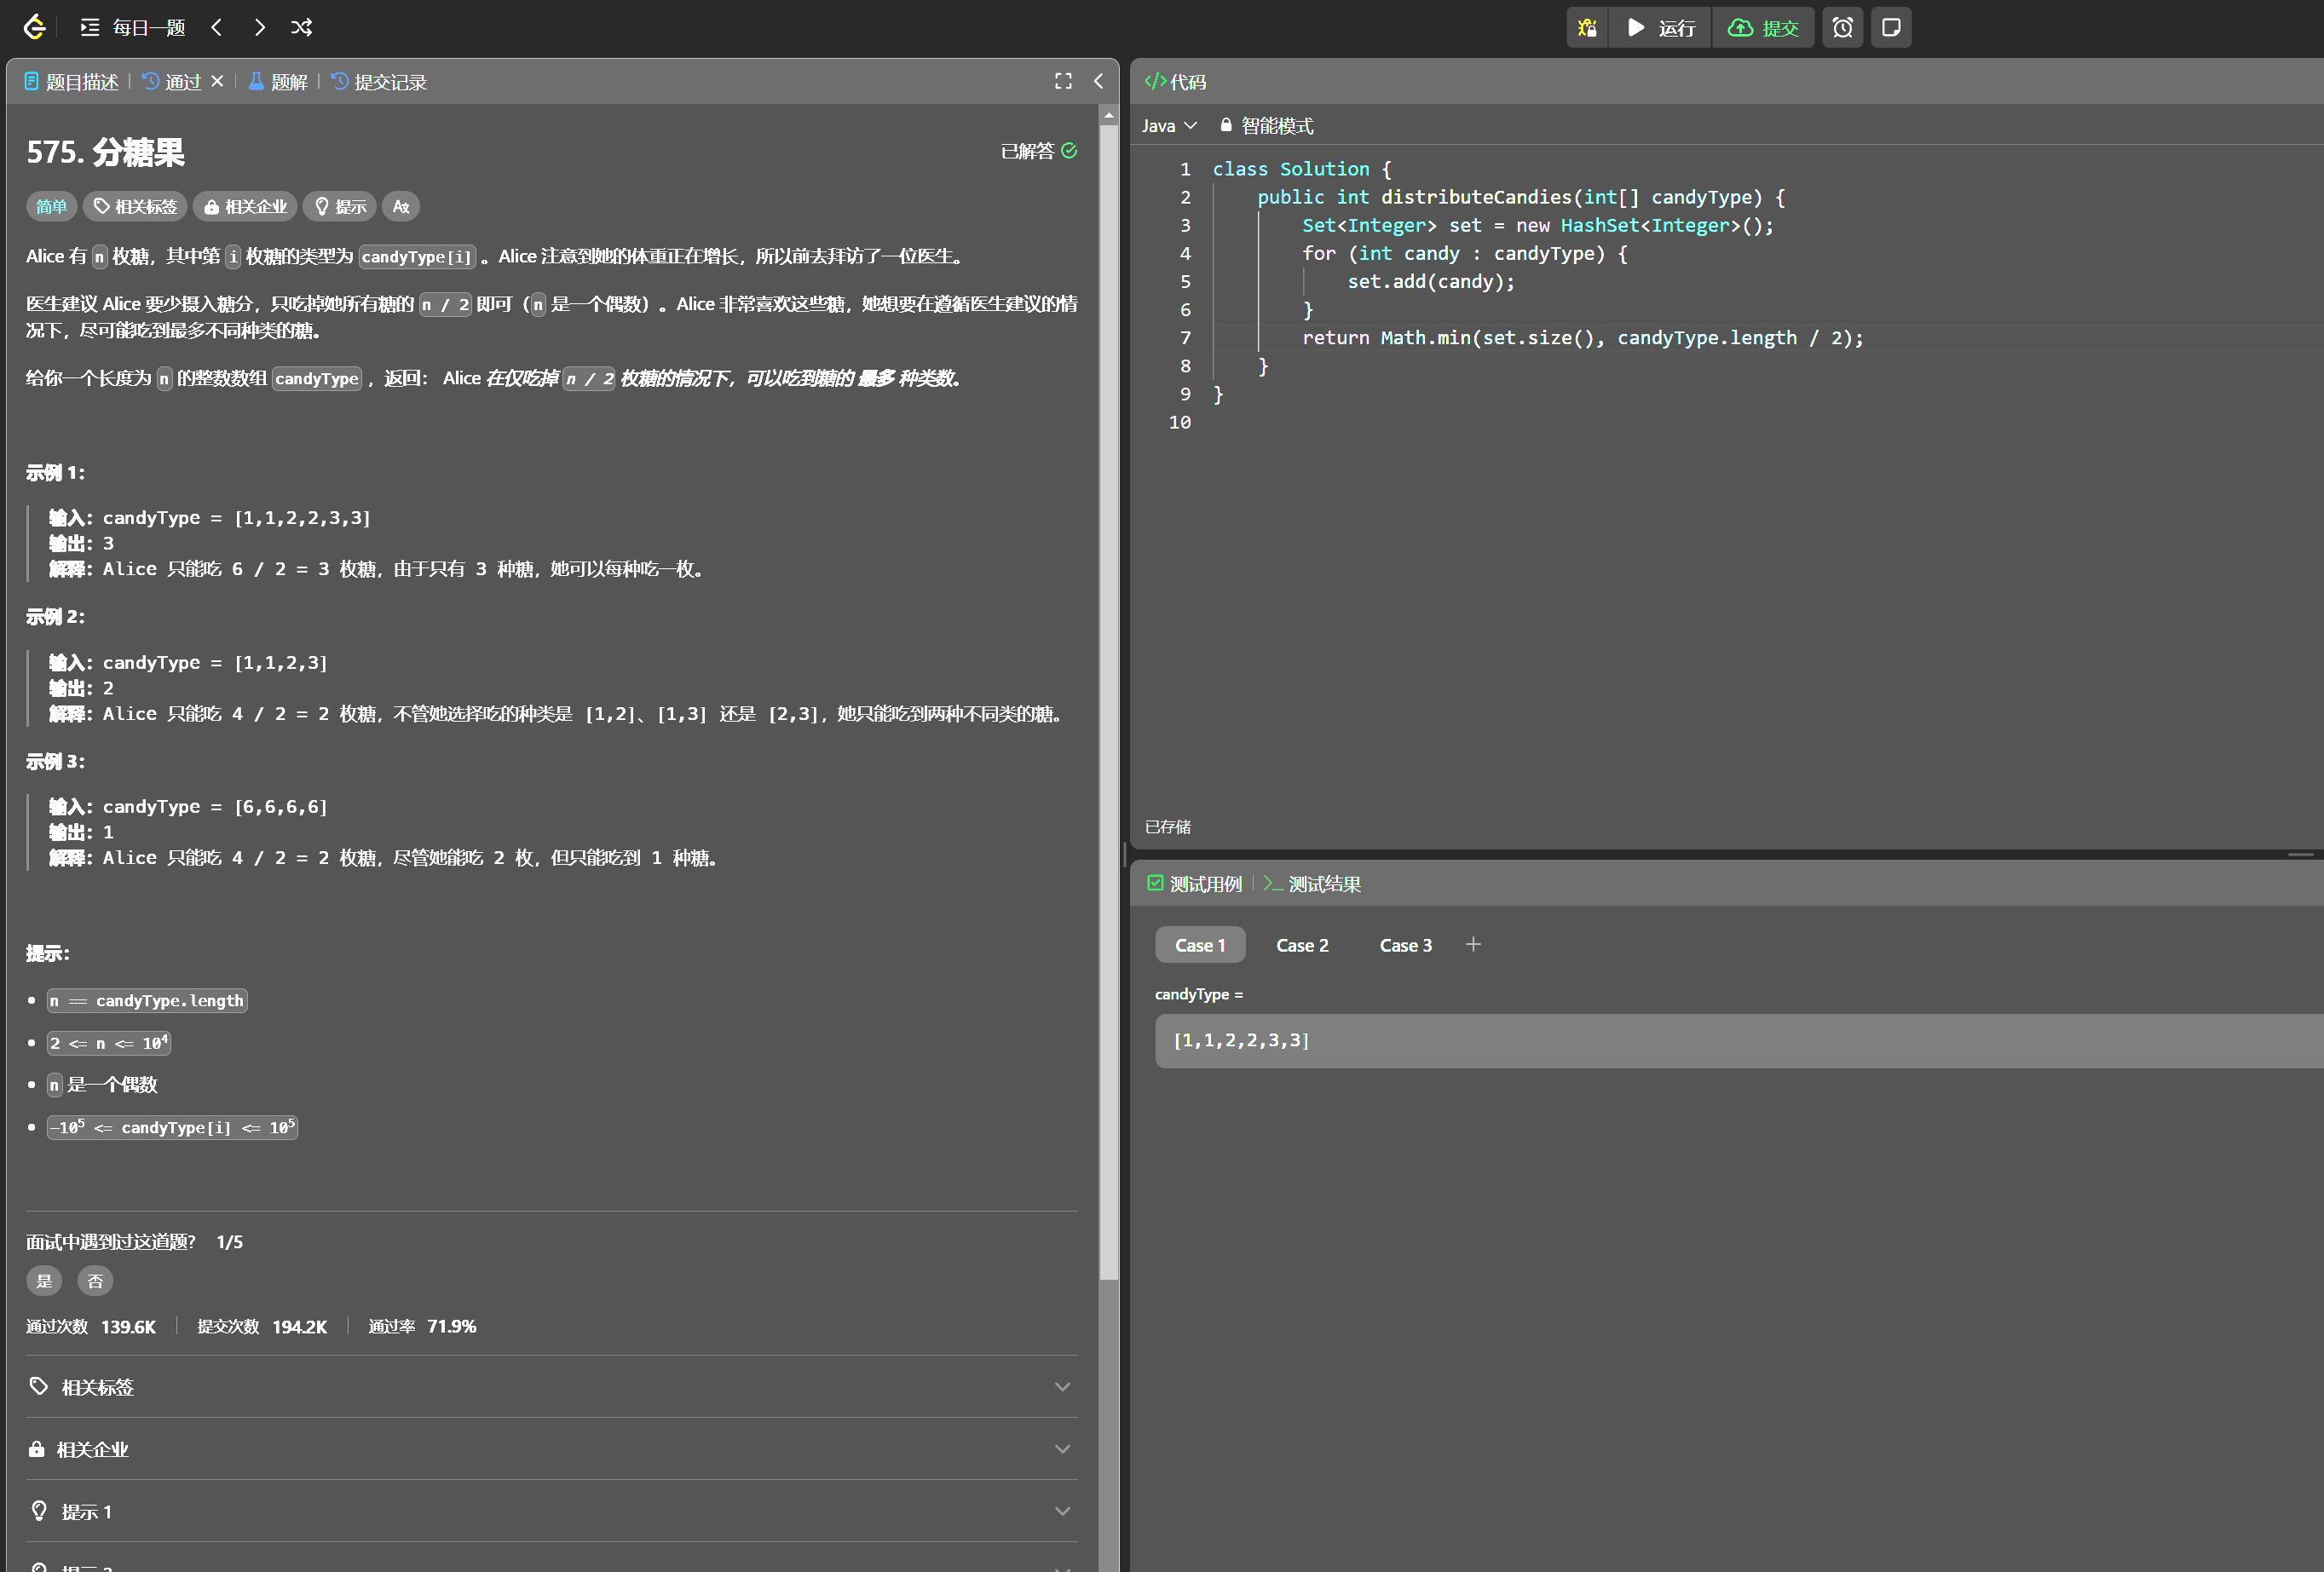 每日一题
运行
提交
题目描述
通过
题解
提交记录
575. 分糖果
已解答
简单
相关标签
相关企业
提示
Alice 有 n 枚糖，其中第 i 枚糖的类型为 candyType[i] 。Alice 注意到她的体重正在增长，所以前去拜访了一位医生。
医生建议 Alice 要少摄入糖分，只吃掉她所有糖的 n / 2 即可（n 是一个偶数）。Alice 非常喜欢这些糖，她想要在遵循医生建议的情
况下，尽可能吃到最多不同种类的糖。
给你一个长度为 n 的整数数组 candyType ，返回： Alice 在仅吃掉 n / 2 枚糖的情况下，可以吃到糖的 最多 种类数。
示例 1：
输入：candyType = [1,1,2,2,3,3]
输出：3
解释：Alice 只能吃 6 / 2 = 3 枚糖，由于只有 3 种糖，她可以每种吃一枚。
示例 2：
输入：candyType = [1,1,2,3]
输出：2
解释：Alice 只能吃 4 / 2 = 2 枚糖，不管她选择吃的种类是 [1,2]、[1,3] 还是 [2,3]，她只能吃到两种不同类的糖。
示例 3：
输入：candyType = [6,6,6,6]
输出：1
解释：Alice 只能吃 4 / 2 = 2 枚糖，尽管她能吃 2 枚，但只能吃到 1 种糖。
提示：
n == candyType.length
2 <= n <= 10⁴
n 是一个偶数
-10⁵ <= candyType[i] <= 10⁵
面试中遇到过这道题? 1/5
是
否
通过次数 139.6K
提交次数 194.2K
通过率 71.9%
相关标签
相关企业
提示 1
提示 2
</>代码
Java
智能模式
1 class Solution {
2 public int distributeCandies(int[] candyType) {
3 Set<Integer> set = new HashSet<Integer>();
4 for (int candy : candyType) {
5 set.add(candy);
6 }
7 return Math.min(set.size(), candyType.length / 2);
8 }
9 }
10
已存储
测试用例
测试结果
Case 1
Case 2
Case 3
candyType =
[1,1,2,2,3,3]